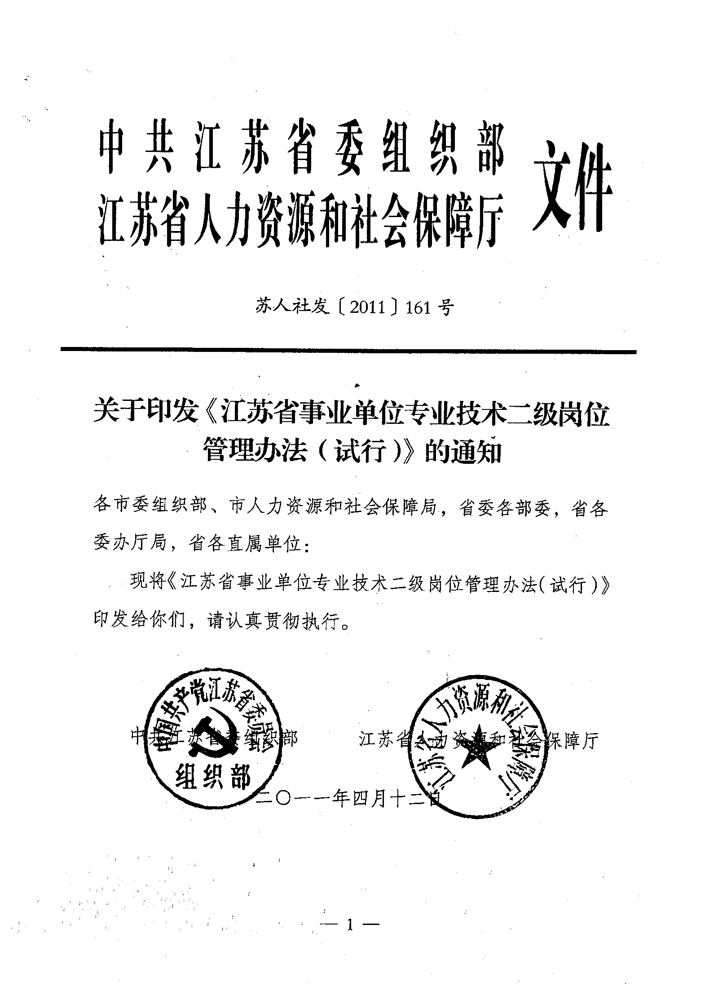 中共江苏省委组织部
江苏省人力资源和社会保障厅
文件
苏人社发〔2011〕161号
关于印发《江苏省事业单位专业技术二级岗位
管理办法(试行)》的通知
各市委组织部、市人力资源和社会保障局，省委各部委，省各
委办厅局，省各直属单位：
现将《江苏省事业单位专业技术二级岗位管理办法(试行)》
印发给你们，请认真贯彻执行。
中国共产党江苏省委员会
组织部
江苏省人力资源和社会保障厅
中共江苏省委组织部 江苏省人力资源和社会保障厅
二〇一一年四月十二日
— 1 —